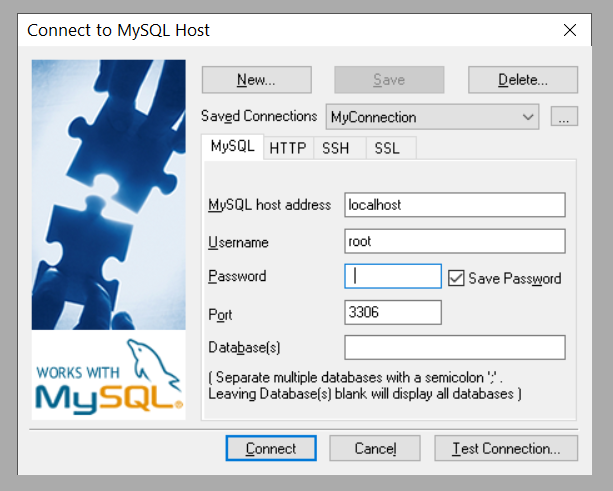 Connect to MySQL Host
New...
Save
Delete...
Saved Connections
MyConnection
...
MySQL
HTTP
SSH
SSL
MySQL host address
localhost
Username
root
Password
Save Password
Port
3306
Database(s)
( Separate multiple databases with a semicolon ';' .
Leaving Database(s) blank will display all databases )
WORKS WITH
MySQL®
Connect
Cancel
Test Connection...